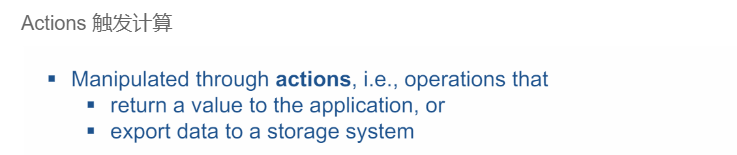 Actions 触发计算
▪ Manipulated through actions, i.e., operations that
▪ return a value to the application, or
▪ export data to a storage system